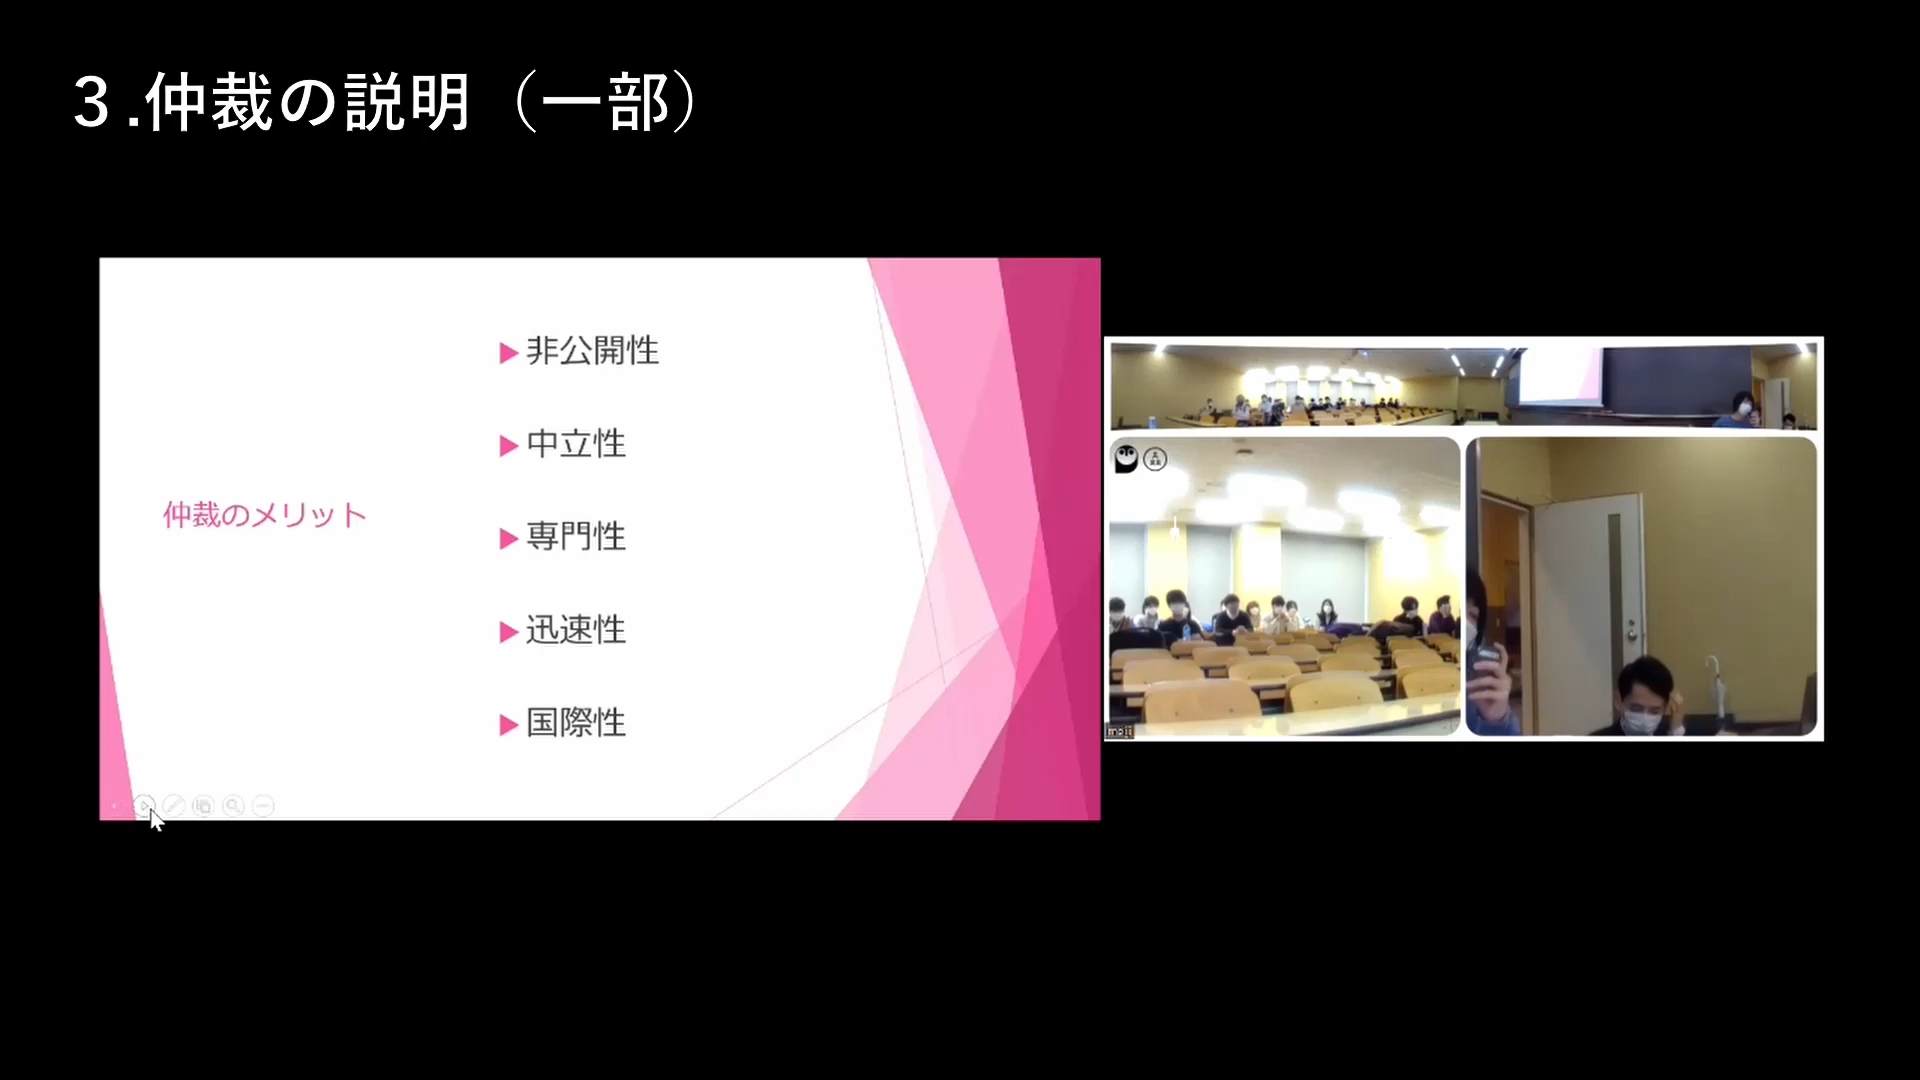 ３.仲裁の説明（一部）
仲裁のメリット
非公開性
中立性
専門性
迅速性
国際性